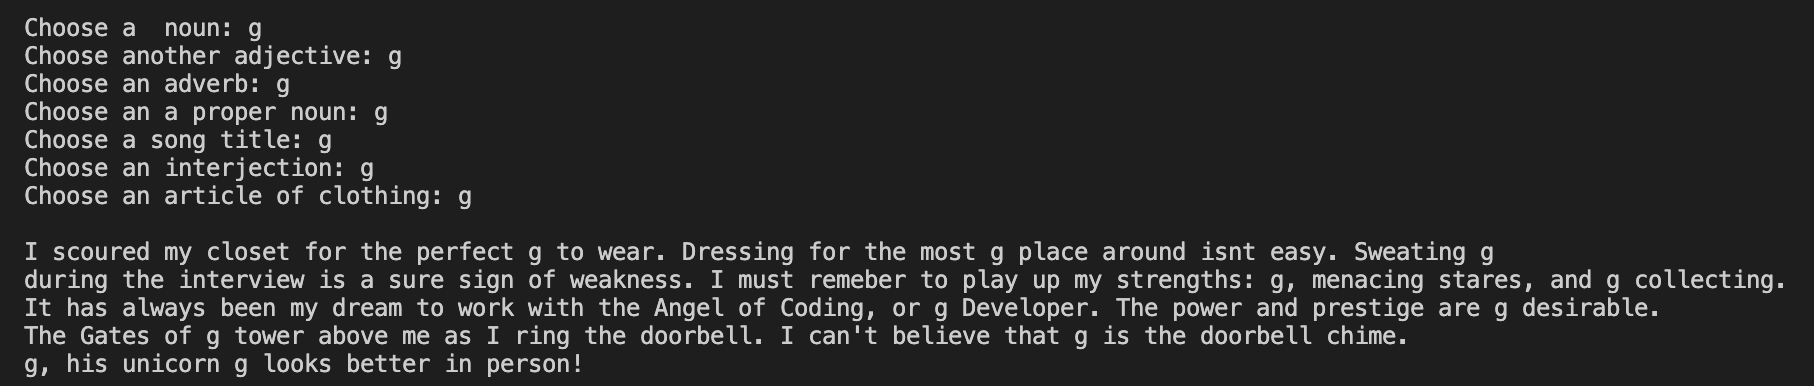 Choose a  noun: g
Choose another adjective: g
Choose an adverb: g
Choose an a proper noun: g
Choose a song title: g
Choose an interjection: g
Choose an article of clothing: g

I scoured my closet for the perfect g to wear. Dressing for the most g place around isnt easy. Sweating g
during the interview is a sure sign of weakness. I must remeber to play up my strengths: g, menacing stares, and g collecting.
It has always been my dream to work with the Angel of Coding, or g Developer. The power and prestige are g desirable.
The Gates of g tower above me as I ring the doorbell. I can't believe that g is the doorbell chime.
g, his unicorn g looks better in person!